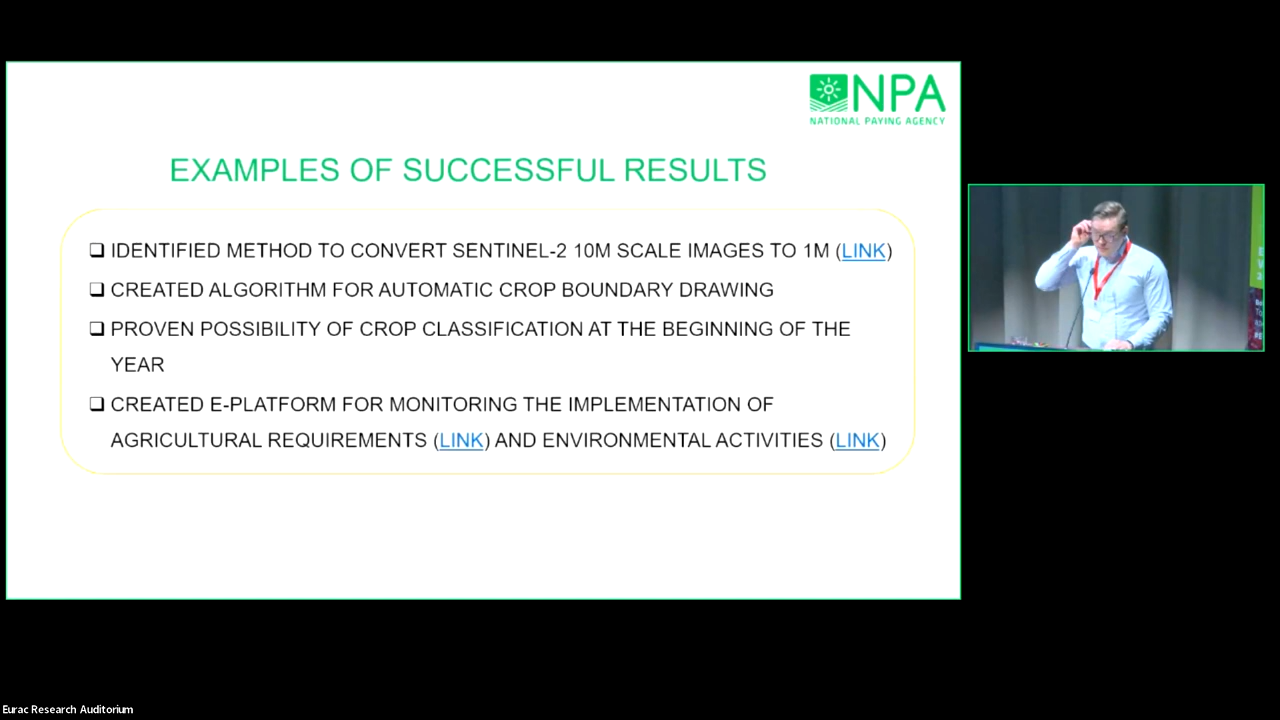 NPA
NATIONAL PAYING AGENCY
EXAMPLES OF SUCCESSFUL RESULTS
❑ IDENTIFIED METHOD TO CONVERT SENTINEL-2 10M SCALE IMAGES TO 1M (LINK)
❑ CREATED ALGORITHM FOR AUTOMATIC CROP BOUNDARY DRAWING
❑ PROVEN POSSIBILITY OF CROP CLASSIFICATION AT THE BEGINNING OF THE
YEAR
❑ CREATED E-PLATFORM FOR MONITORING THE IMPLEMENTATION OF
AGRICULTURAL REQUIREMENTS (LINK) AND ENVIRONMENTAL ACTIVITIES (LINK)
Eurac Research Auditorium